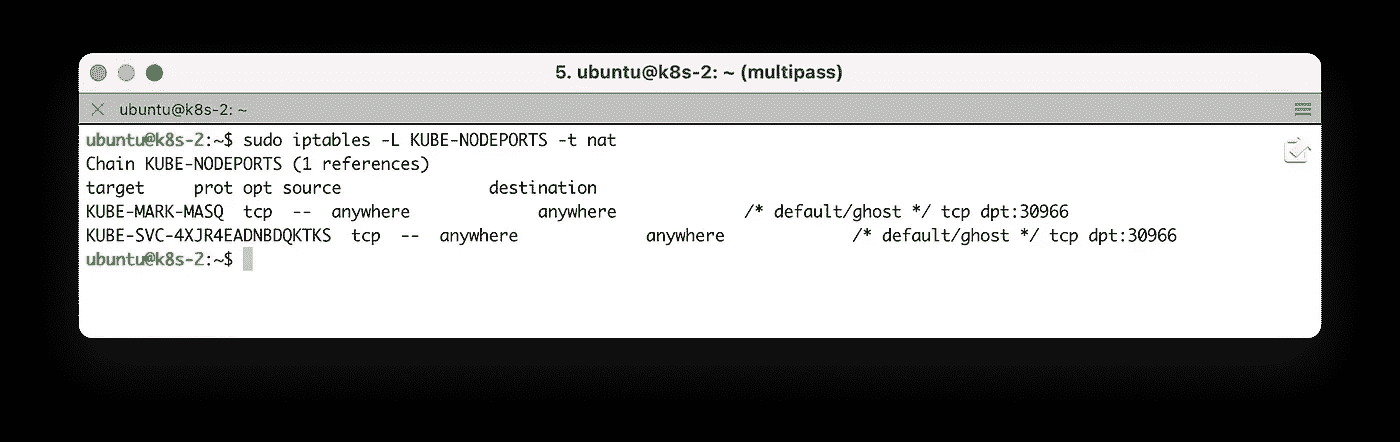 5. ubuntu@k8s-2: ~ (multipass)
ubuntu@k8s-2: ~
ubuntu@k8s-2:~$ sudo iptables -L KUBE-NODEPORTS -t nat
Chain KUBE-NODEPORTS (1 references)
target     prot opt source               destination
KUBE-MARK-MASQ  tcp  --  anywhere             anywhere             /* default/ghost */ tcp dpt:30966
KUBE-SVC-4XJR4EADNBDQKTKS  tcp  --  anywhere             anywhere             /* default/ghost */ tcp dpt:30966
ubuntu@k8s-2:~$